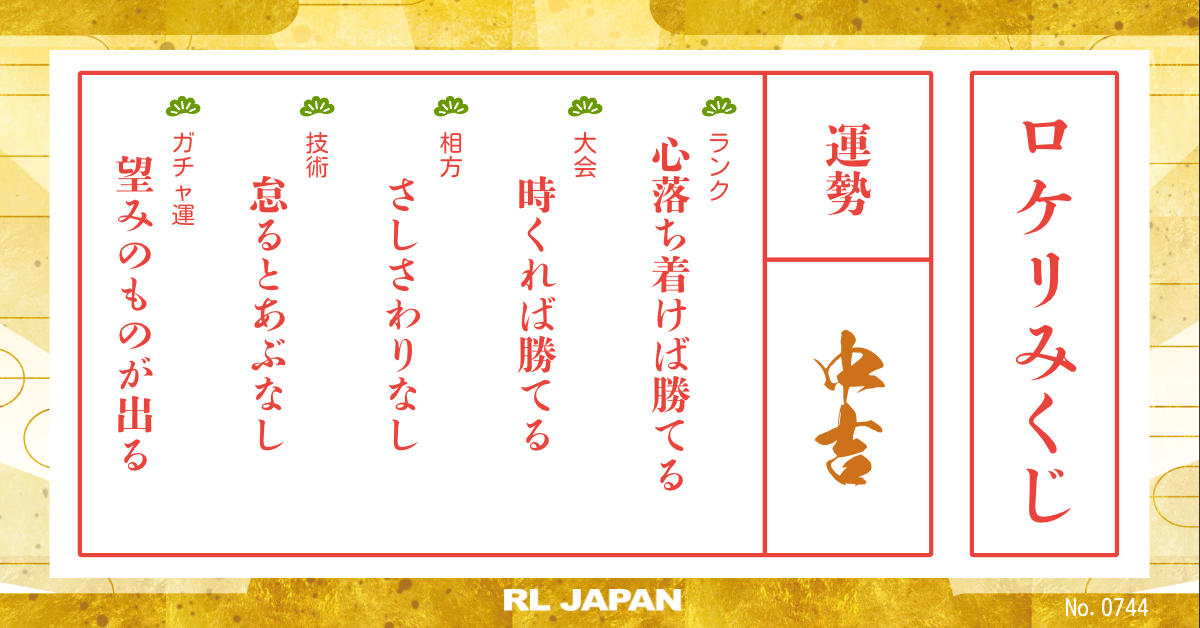 ロケリみくじ
運勢
中吉
ランク
心落ち着けば勝てる
大会
時くれば勝てる
相方
さしさわりなし
技術
怠るとあぶなし
ガチャ運
望みのものが出る
RL JAPAN
No. 0744